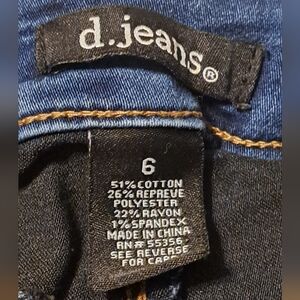 d.jeans®
6
51% COTTON
26% REPREVE
POLYESTER
22% RAYON
1% SPANDEX
MADE IN CHINA
RN# 55356
SEE REVERSE
FOR CARE